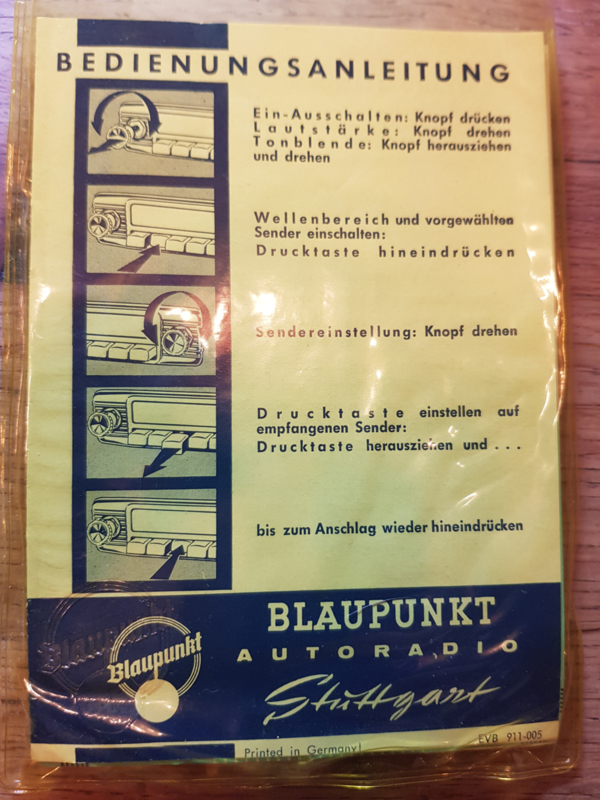 BEDIENUNGSANLEITUNG
Ein-Ausschalten: Knopf drücken
Lautstärke: Knopf drehen
Tonblende: Knopf herausziehen
und drehen
Wellenbereich und vorgewählten
Sender einschalten:
Drucktaste hineindrücken
Sendereinstellung: Knopf drehen
Drucktaste einstellen auf
empfangenen Sender:
Drucktaste herausziehen und ...
bis zum Anschlag wieder hineindrücken
BLAUPUNKT
AUTORADIO
Stuttgart
Blaupunkt
Blaupunkt
Printed in Germany!
EVB 911-005